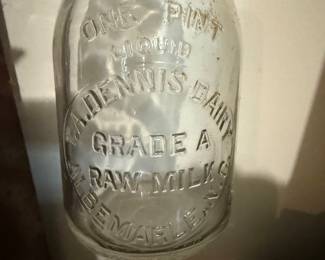 ONE PINT
LIQUID
DENNIS DAIRY
GRADE A
RAW MILK
ALBEMARLE, N.C.